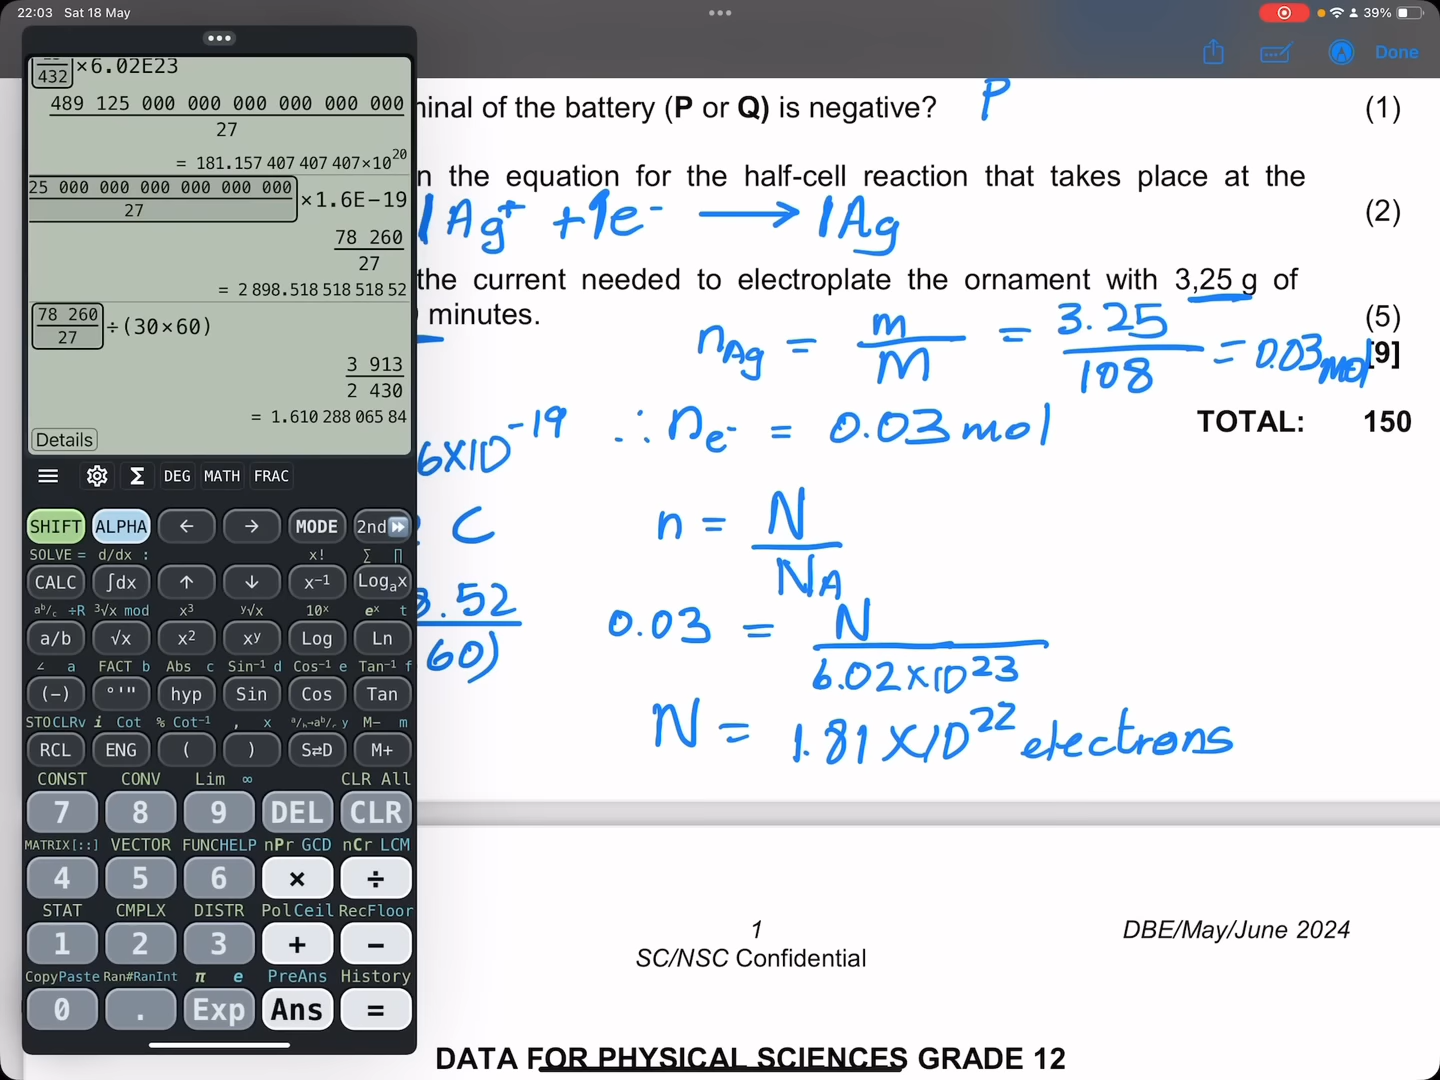 22:03 Sat 18 May
39%
Done
432 ×6.02E23
489 125 000 000 000 000 000 000
27
= 181.157 407 407 407×10²⁰
25 000 000 000 000 000 000
27
×1.6E−19
78 260
27
= 2 898.518 518 518 52
78 260
27
÷(30×60)
3 913
2 430
= 1.610 288 065 84
Details
DEG MATH FRAC
SHIFT ALPHA ← → MODE 2nd
SOLVE = d/dx : x! ∑ ∏
CALC ∫dx ↑ ↓ x⁻¹ Logₐx
aᵇ/꜀ ÷R ³√x mod x³ ʸ√x 10ˣ eˣ t
a/b √x x² xʸ Log Ln
∠ a FACT b Abs c Sin⁻¹ d Cos⁻¹ e Tan⁻¹ f
(−) °'" hyp Sin Cos Tan
STO CLRv i Cot % Cot⁻¹ , x ᵃ/ᵦ↔aᵇ/꜀ y M− m
RCL ENG ( ) S⇄D M+
CONST CONV Lim ∞ CLR All
7 8 9 DEL CLR
MATRIX[::] VECTOR FUNC HELP nPr GCD nCr LCM
4 5 6 × ÷
STAT CMPLX DISTR Pol Ceil Rec Floor
1 2 3 + −
Copy Paste Ran# RanInt π e PreAns History
0 . Exp Ans =
inal of the battery (P or Q) is negative? P (1)
n the equation for the half-cell reaction that takes place at the
1Ag⁺ + 1e⁻ ⟶ 1Ag (2)
the current needed to electroplate the ornament with 3,25 g of
minutes. (5)
[9]
n_Ag = m/M = 3.25/108 = 0.03 mol
TOTAL: 150
6×10⁻¹⁹ ∴ n_e⁻ = 0.03 mol
C n = N/N_A
.52
60)
0.03 = N/6.02×10²³
N = 1.81×10²² electrons
1
SC/NSC Confidential
DBE/May/June 2024
DATA FOR PHYSICAL SCIENCES GRADE 12